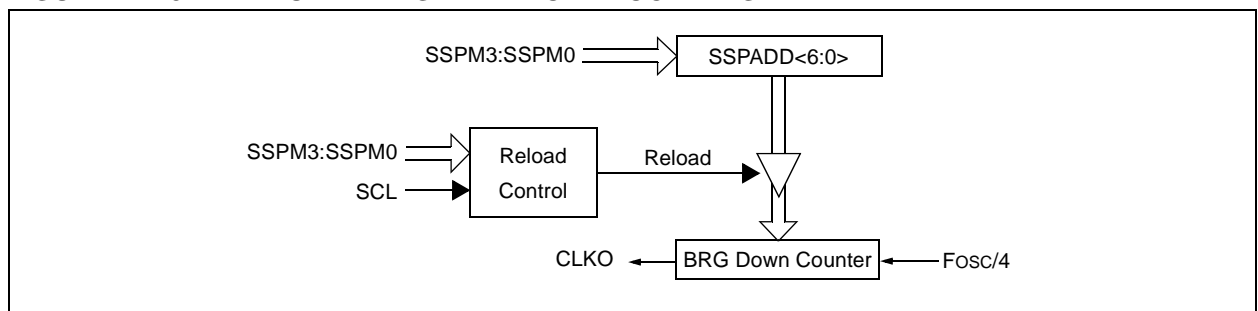 SSPM3:SSPM0
SSPADD<6:0>
SSPM3:SSPM0
SCL
Reload
Control
Reload
CLKO
BRG Down Counter
FOSC/4